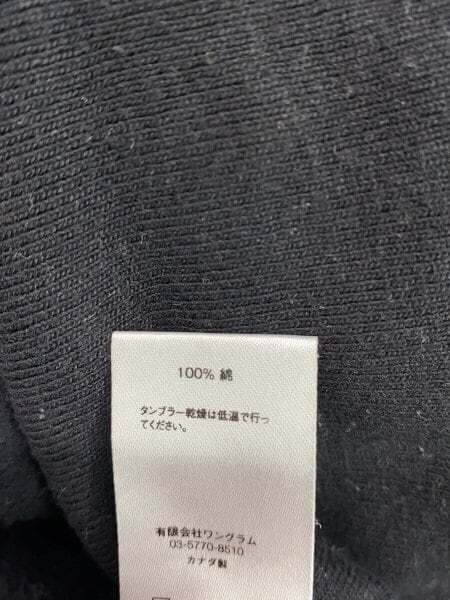 100% 綿
タンブラー乾燥は低温で行っ
てください。
有限会社ワングラム
03-5770-8510
カナダ製